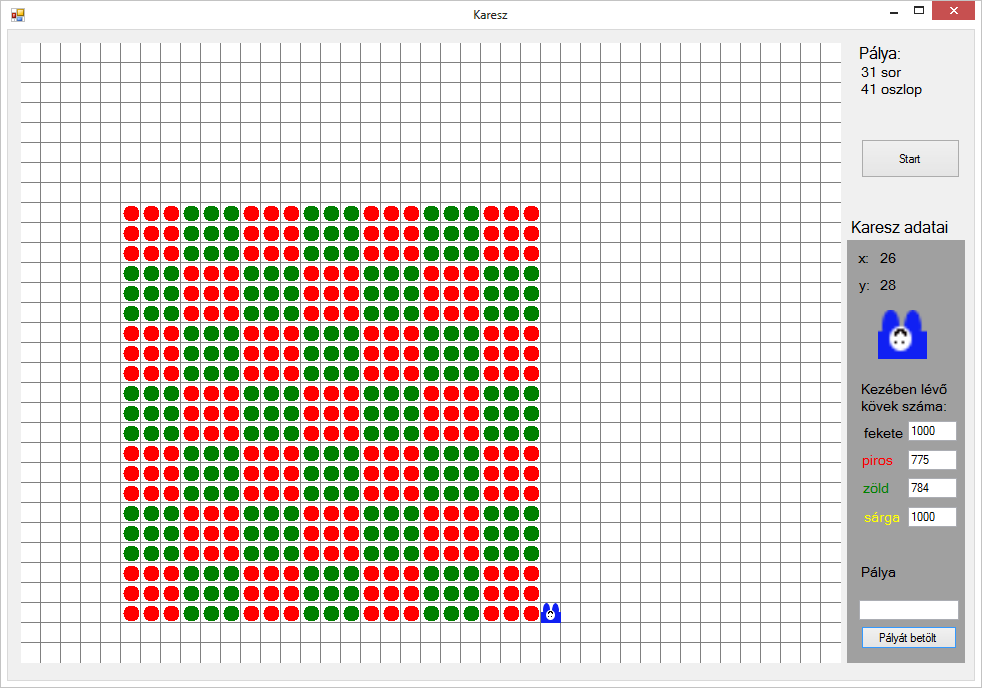 Karesz
Pálya:
31 sor
41 oszlop
Start
Karesz adatai
x: 26
y: 28
Kezében lévő
kövek száma:
fekete 1000
piros 775
zöld 784
sárga 1000
Pálya
Pályát betölt